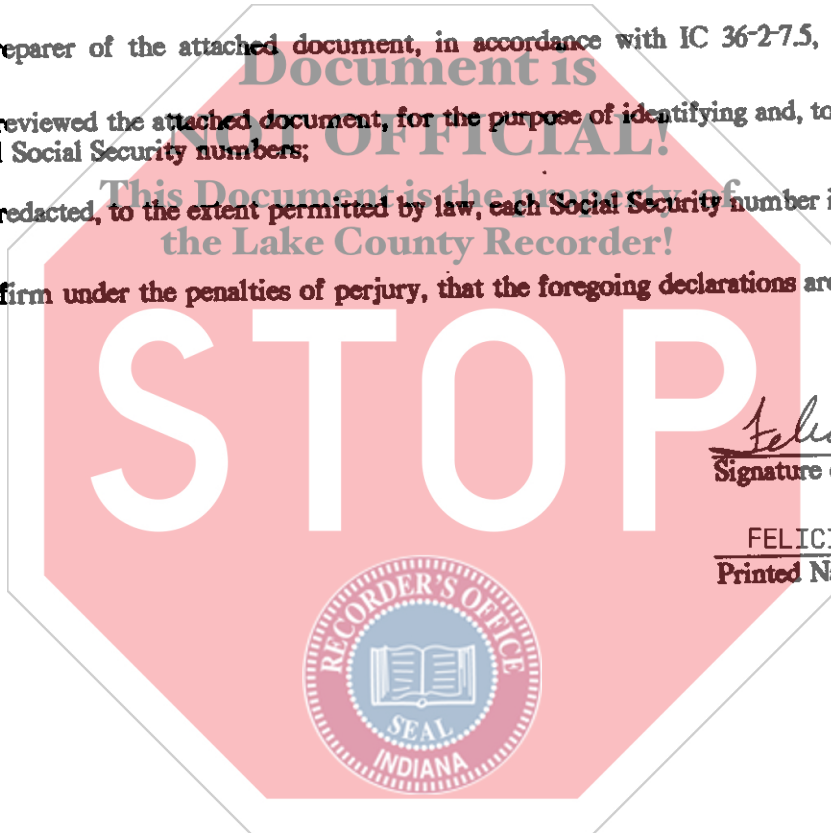 reparer of the attached document, in accordance with IC 36-2-7.5,
Document is
reviewed the attached document, for the purpose of identifying and, to
NOT OFFICIAL!
l Social Security numbers;
This Document is the property of
redacted, to the extent permitted by law, each Social Security number i
the Lake County Recorder!
firm under the penalties of perjury, that the foregoing declarations are
STOP
Signature
FELICI
Printed Na
RECORDER'S OFFICE
SEAL
INDIANA